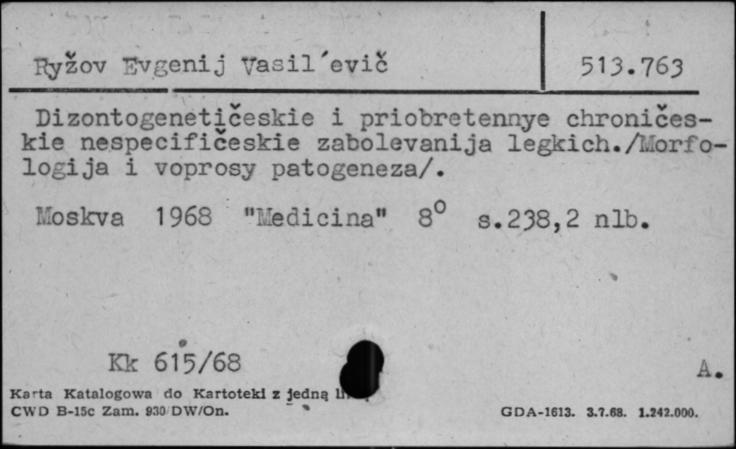 Ryžov Evgenij Vasil´evič 513.763
Dizontogenetičeskie i priobretennye chroničes-
kie nespecifičeskie zabolevanija legkich./Morfo-
logija i voprosy patogeneza/.
Moskva 1968 "Medicina" 8° s.238,2 nlb.
Kk 615/68 A.
Karta Katalogowa do Kartoteki z jedną
CWD B-15c Zam. 930/DW/On. GDA-1613. 3.7.68. 1.242.000.